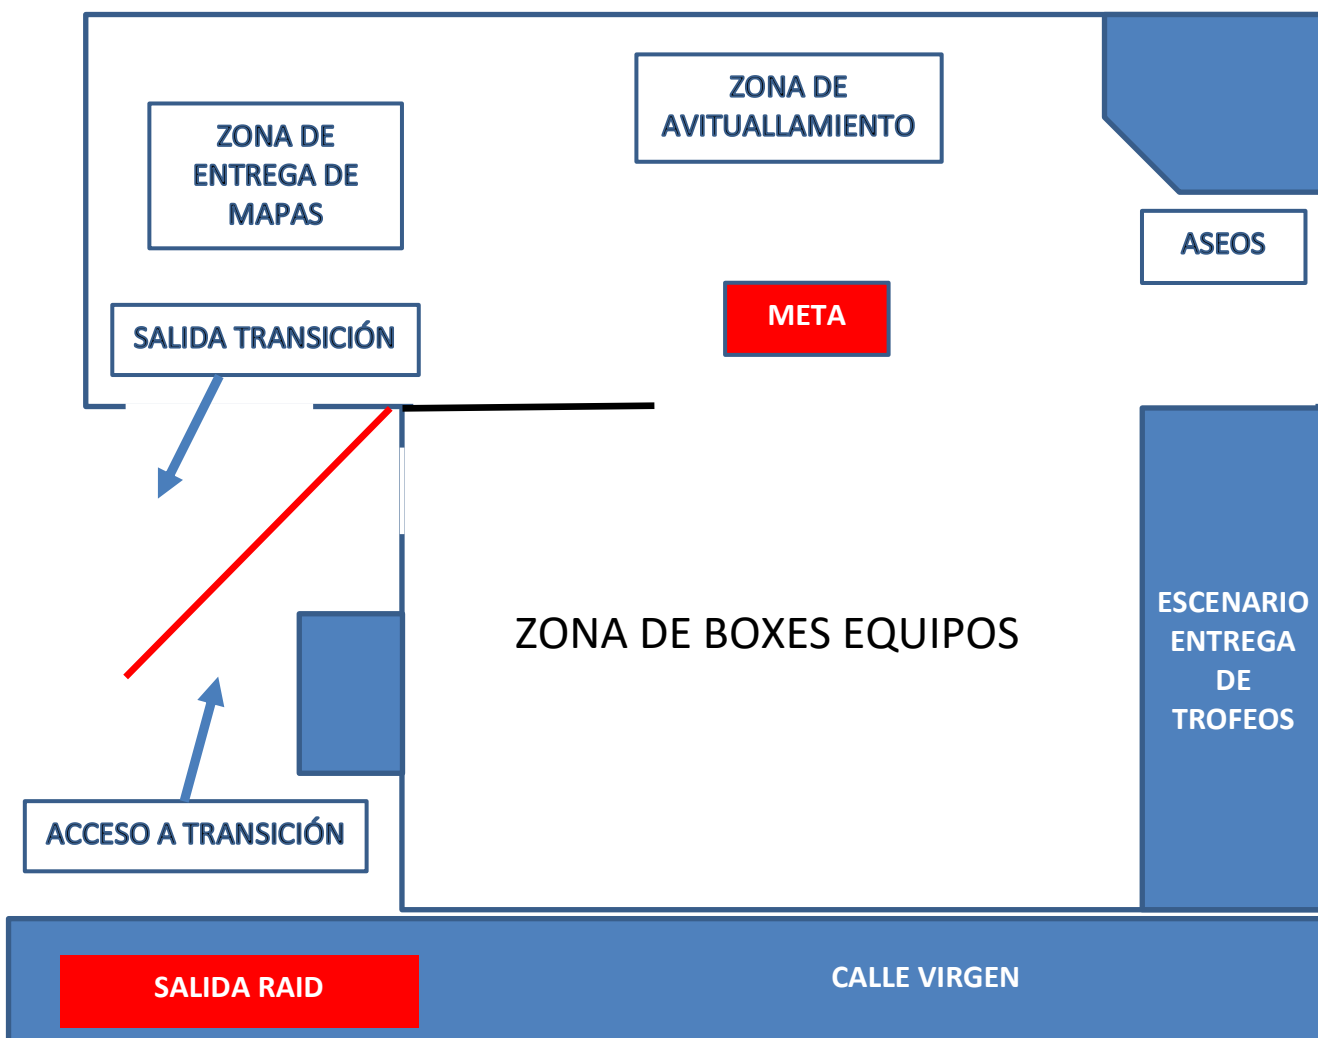 ZONA DE
AVITUALLAMIENTO
ZONA DE
ENTREGA DE
MAPAS
ASEOS
META
SALIDA TRANSICIÓN
ZONA DE BOXES EQUIPOS
ESCENARIO
ENTREGA
DE
TROFEOS
ACCESO A TRANSICIÓN
SALIDA RAID
CALLE VIRGEN